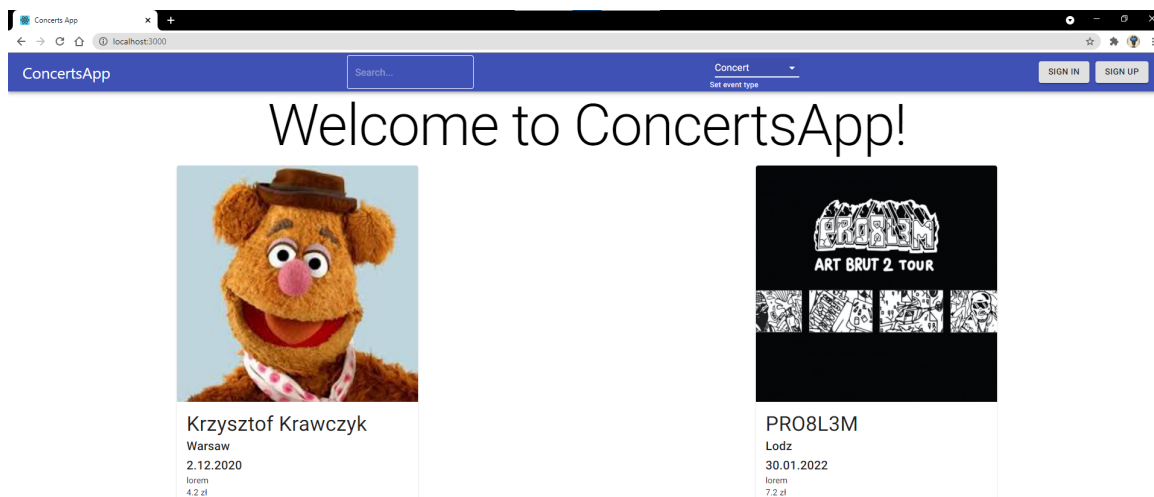 Concerts App
localhost:3000
ConcertsApp
Search...
Concert
Set event type
SIGN IN
SIGN UP
Welcome to ConcertsApp!
PRO8L3M
ART BRUT 2 TOUR
Krzysztof Krawczyk
Warsaw
2.12.2020
lorem
4.2 zł
PRO8L3M
Lodz
30.01.2022
lorem
7.2 zł